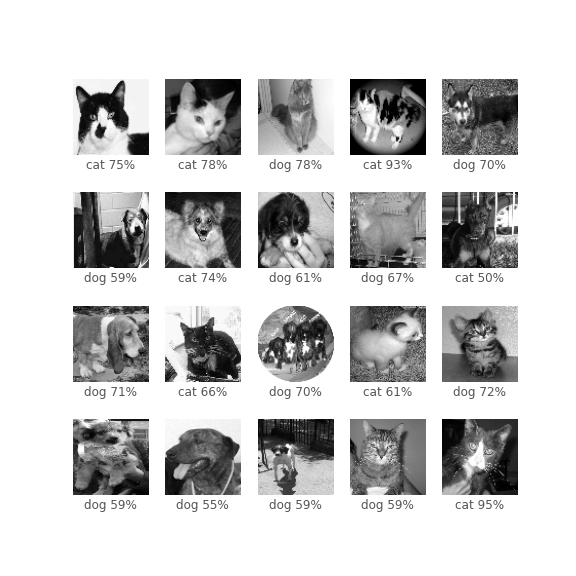 cat 75%
cat 78%
dog 78%
cat 93%
dog 70%
dog 59%
cat 74%
dog 61%
dog 67%
cat 50%
dog 71%
cat 66%
dog 70%
cat 61%
dog 72%
dog 59%
dog 55%
dog 59%
dog 59%
cat 95%